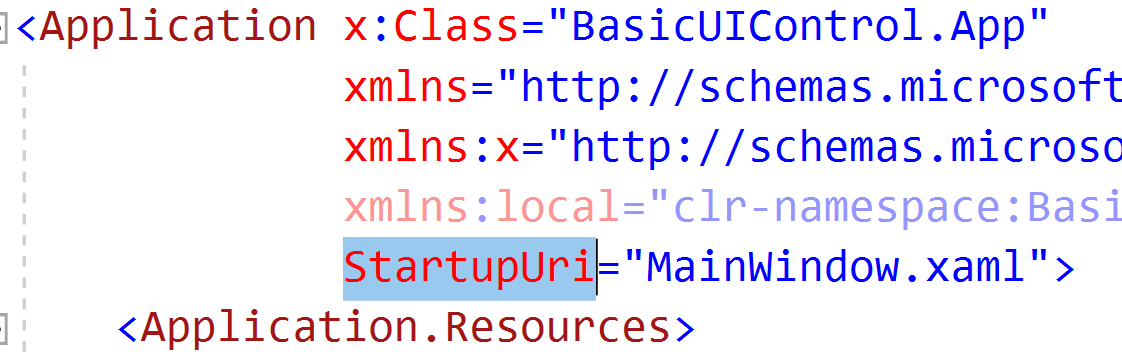 <Application x:Class="BasicUIControl.App"
xmlns="http://schemas.microsoft
xmlns:x="http://schemas.microso
xmlns:local="clr-namespace:Basi
StartupUri="MainWindow.xaml">
<Application.Resources>